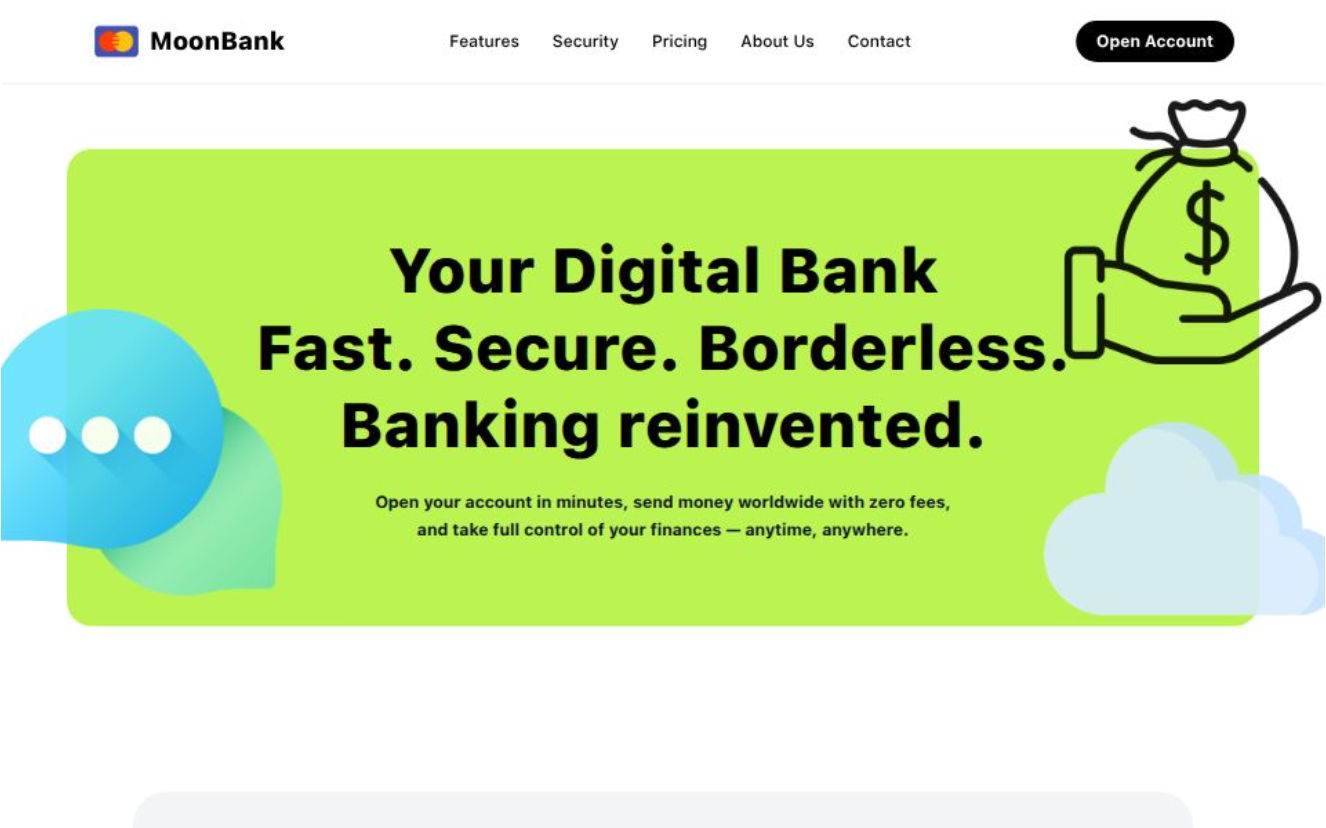 MoonBank
Features
Security
Pricing
About Us
Contact
Open Account
$
Your Digital Bank
Fast. Secure. Borderless.
Banking reinvented.
Open your account in minutes, send money worldwide with zero fees,
and take full control of your finances — anytime, anywhere.